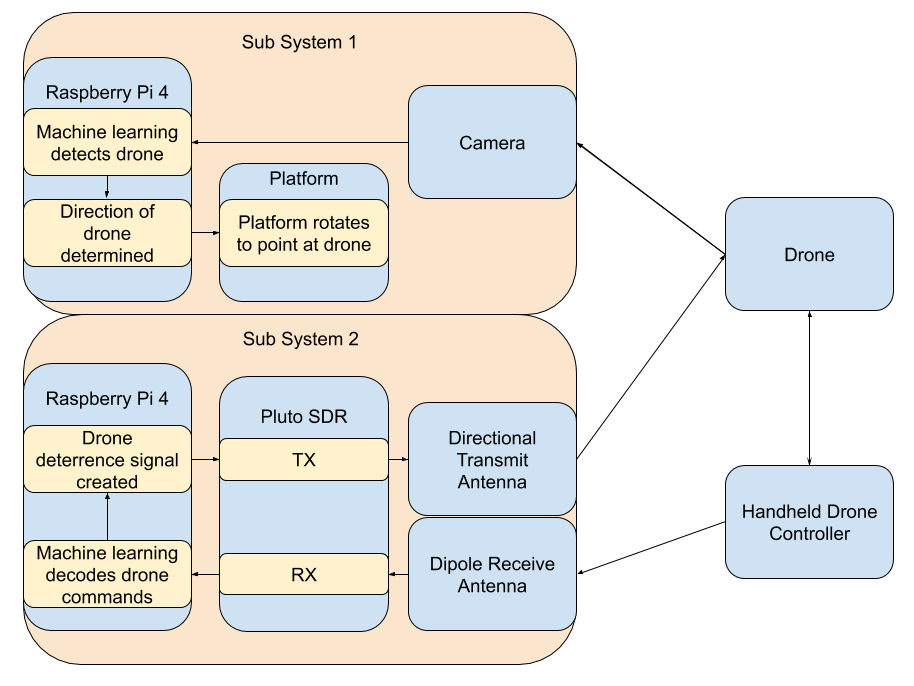 Sub System 1
Raspberry Pi 4
Machine learning
detects drone
Direction of
drone
determined
Platform
Platform rotates
to point at drone
Camera
Drone
Sub System 2
Raspberry Pi 4
Drone
deterrence signal
created
Machine learning
decodes drone
commands
Pluto SDR
TX
RX
Directional
Transmit
Antenna
Dipole Receive
Antenna
Handheld Drone
Controller